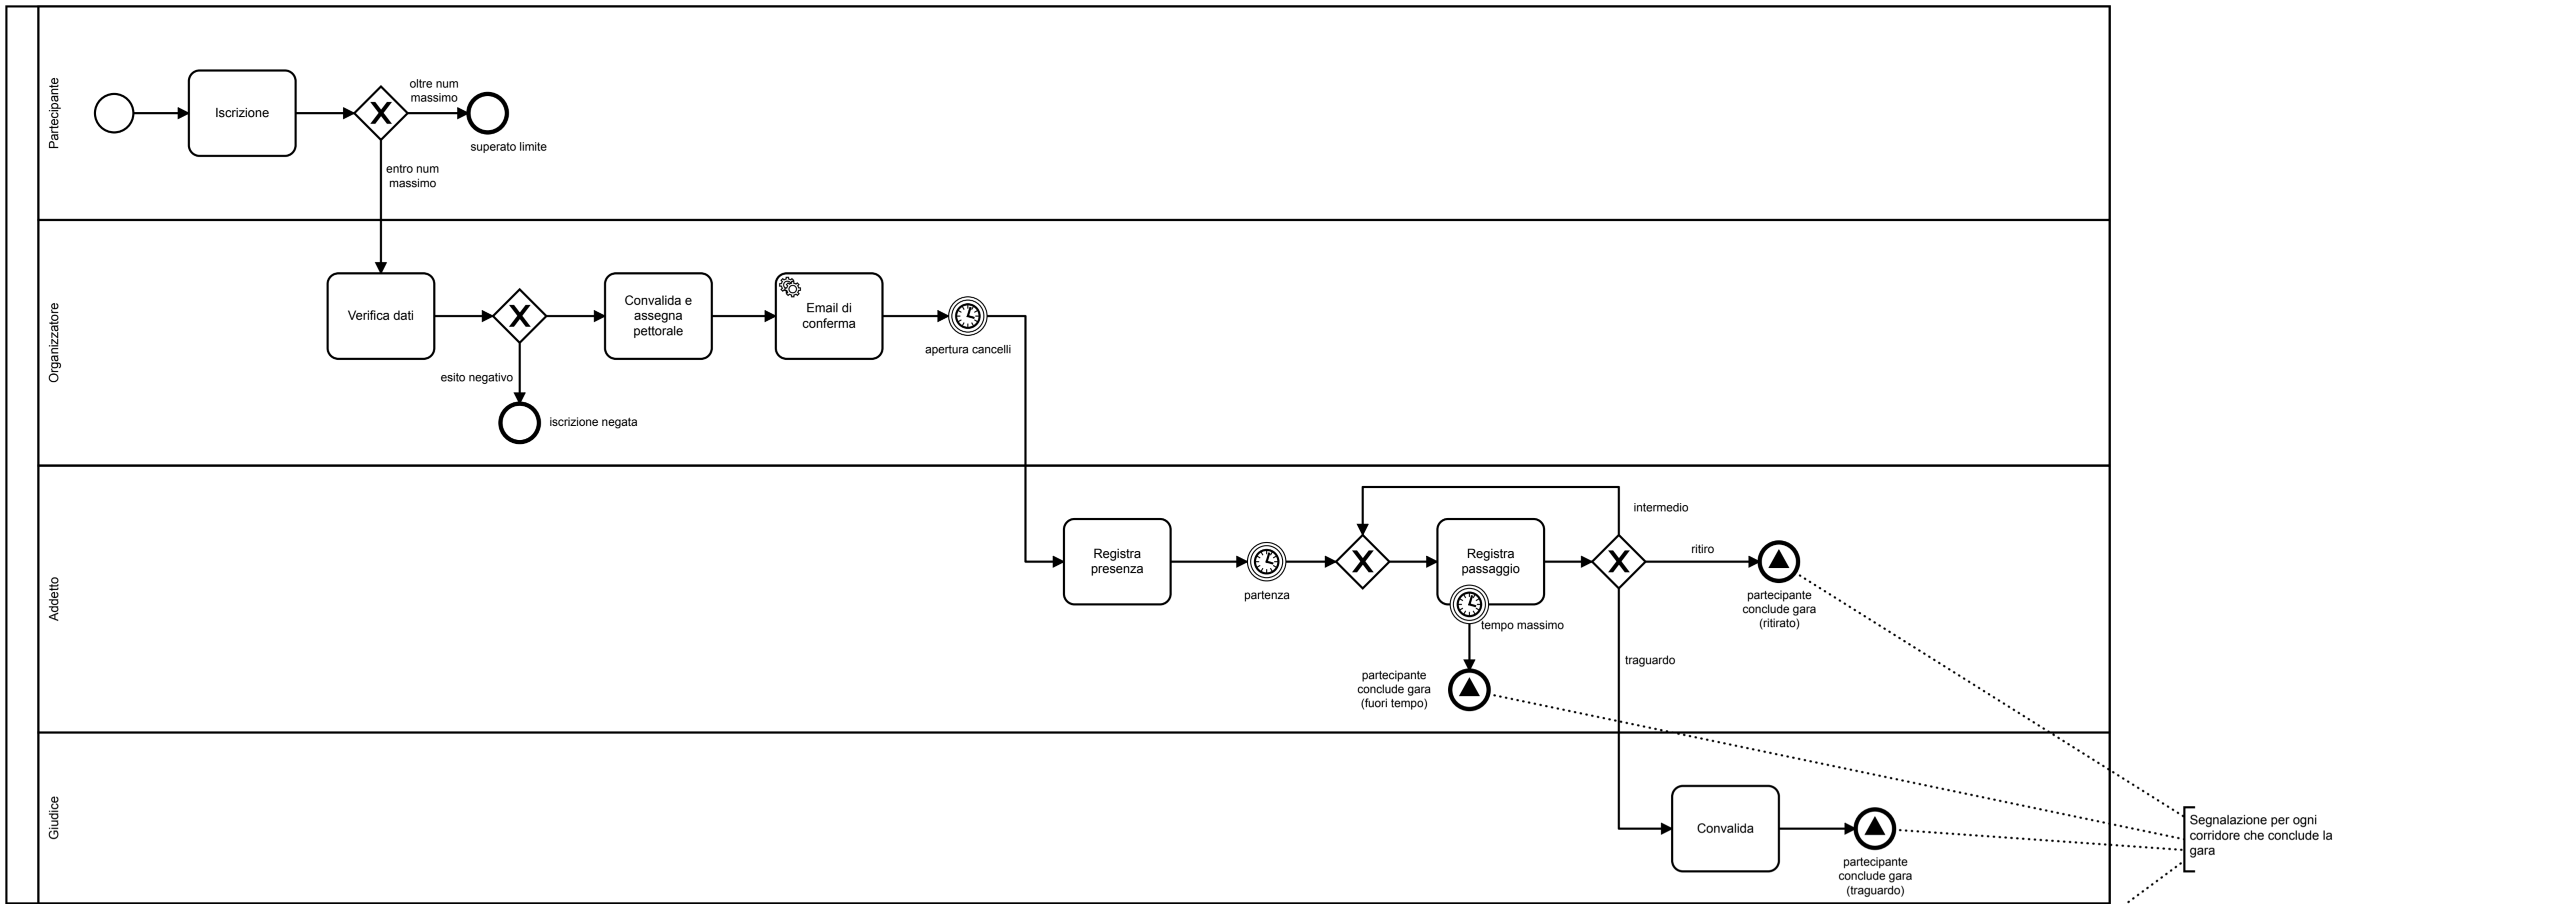 Partecipante
Iscrizione
oltre num
massimo
superato limite
entro num
massimo
Organizzatore
Verifica dati
esito negativo
iscrizione negata
Convalida e
assegna
pettorale
Email di
conferma
apertura cancelli
Addetto
Registra
presenza
partenza
Registra
passaggio
tempo massimo
partecipante
conclude gara
(fuori tempo)
intermedio
ritiro
partecipante
conclude gara
(ritirato)
traguardo
Giudice
Convalida
partecipante
conclude gara
(traguardo)
Segnalazione per ogni
corridore che conclude la
gara